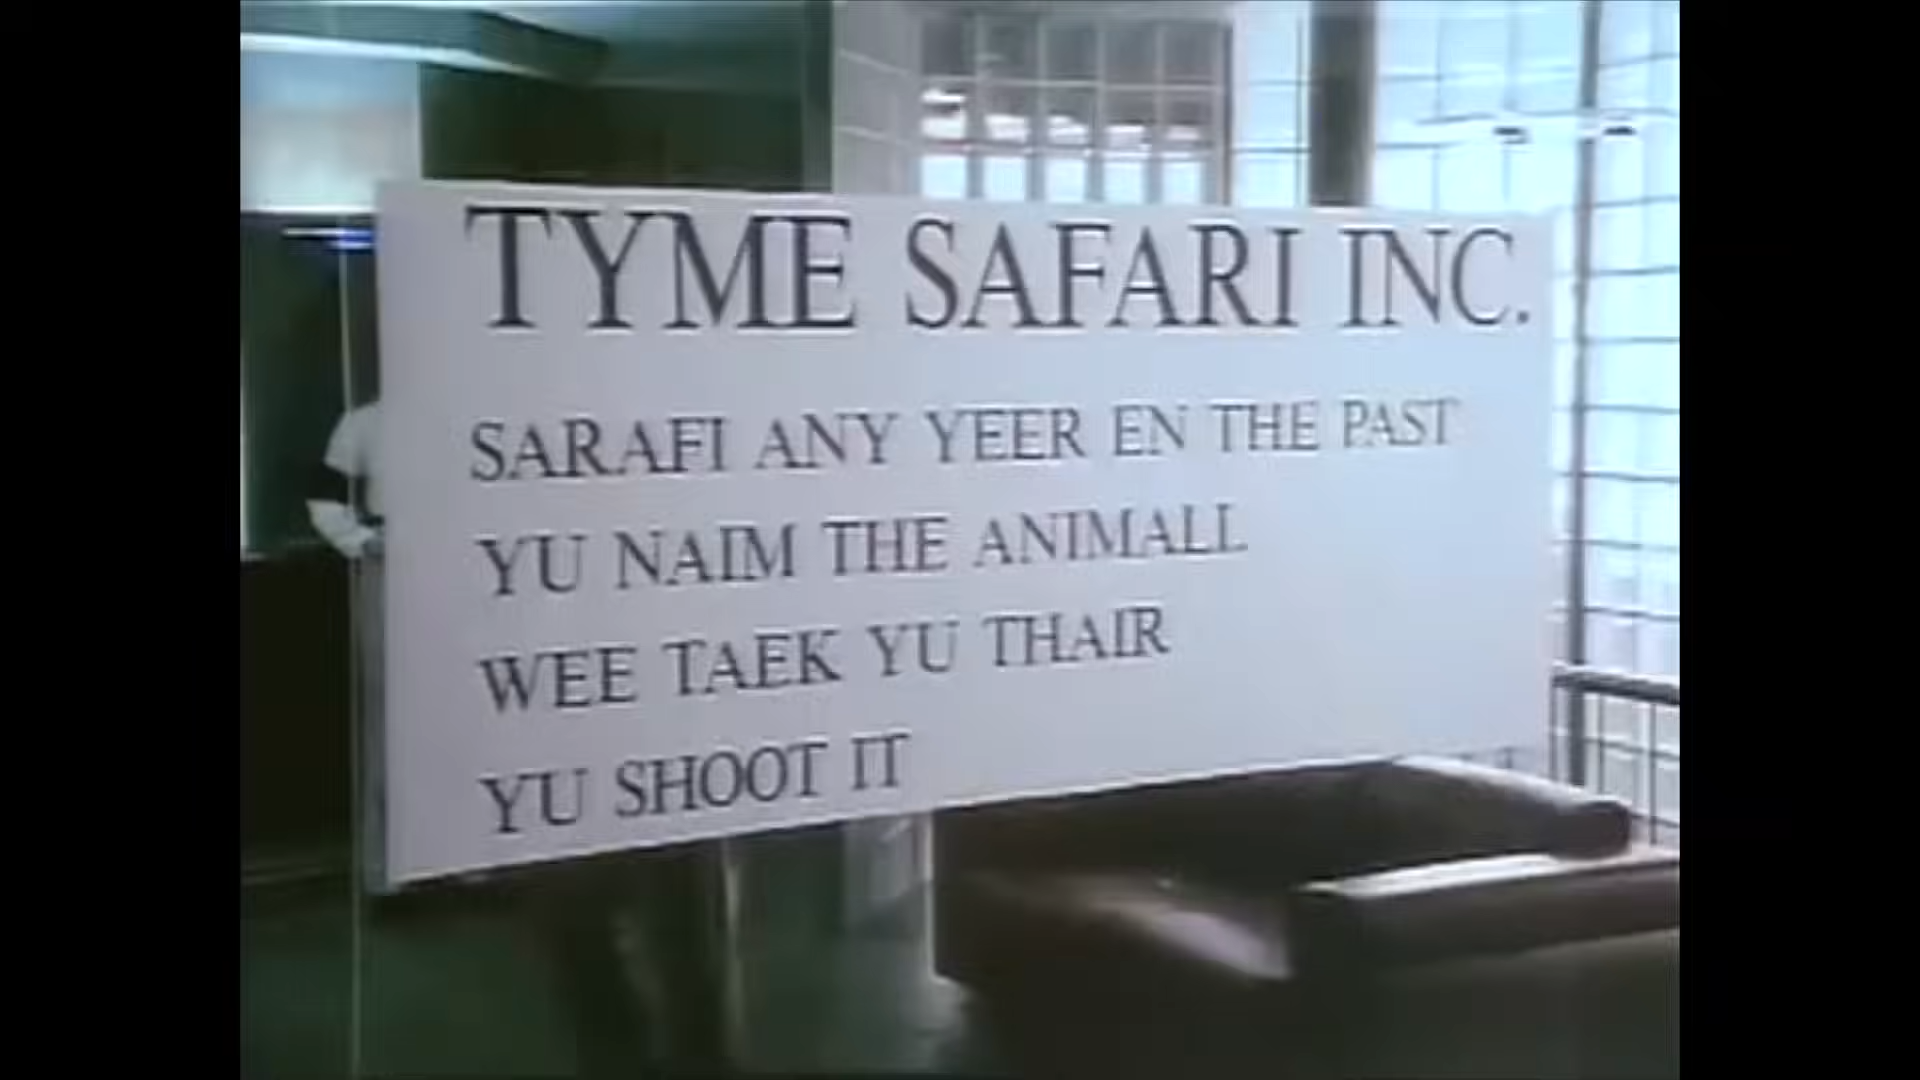 TYME SAFARI INC.
SARAFI ANY YEER EN THE PAST
YU NAIM THE ANIMALL
WEE TAEK YU THAIR
YU SHOOT IT